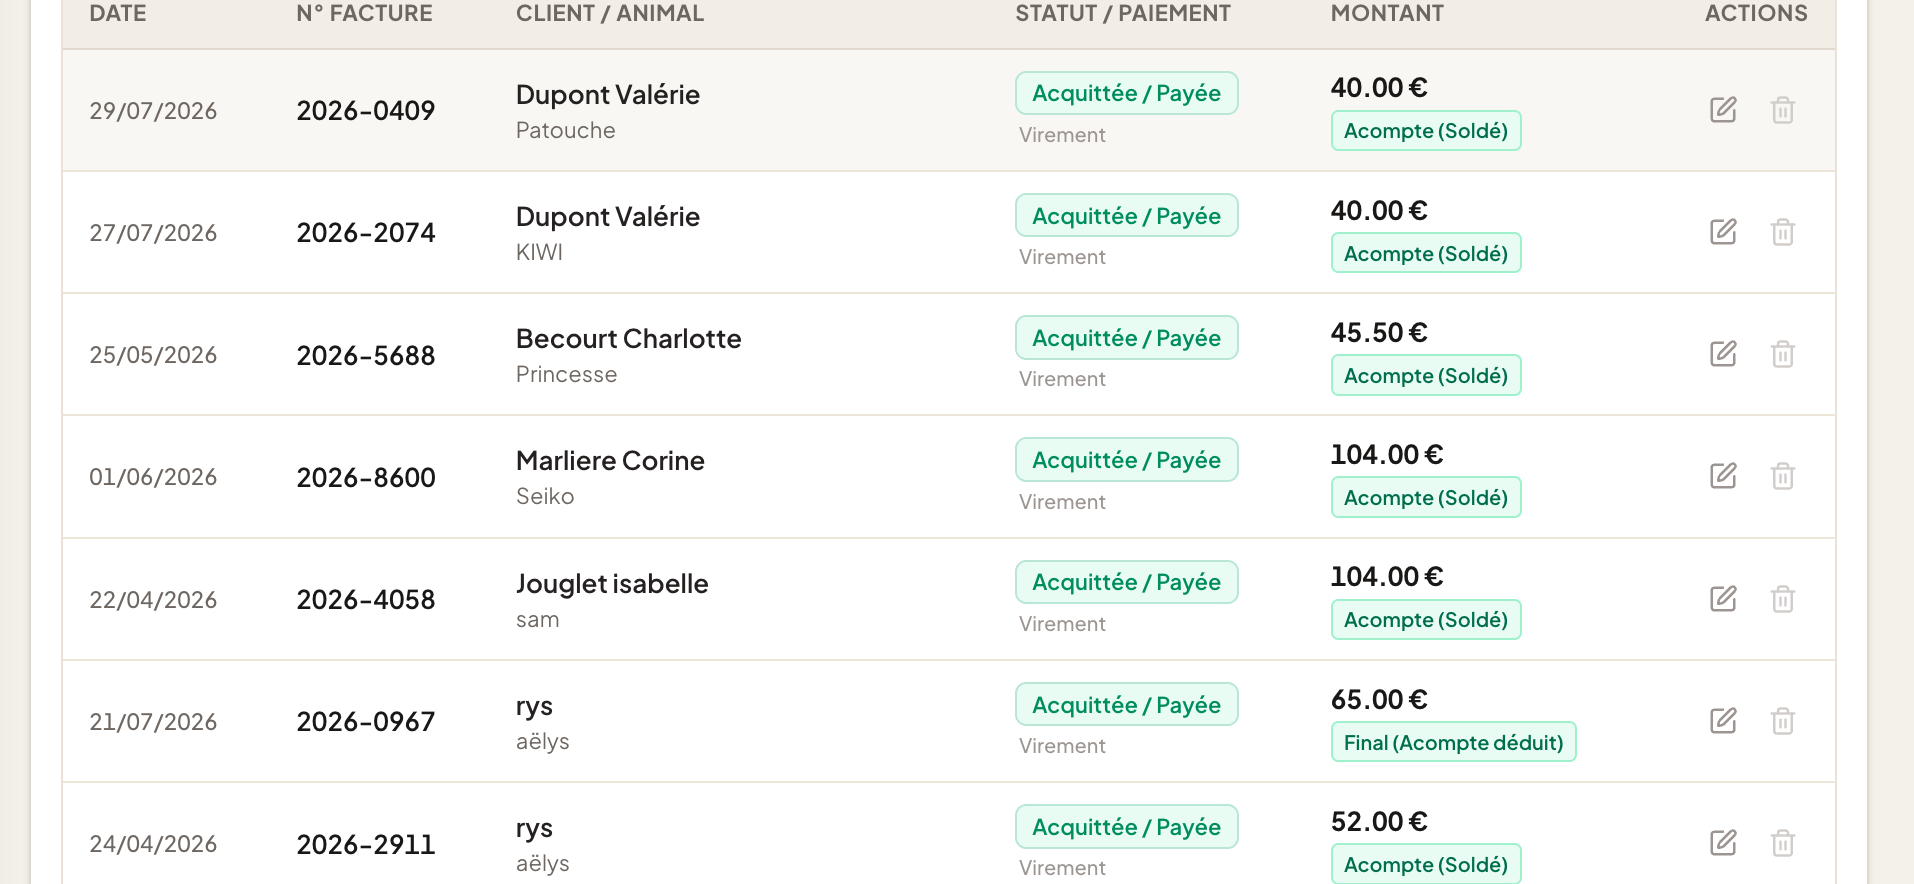 DATE N° FACTURE CLIENT / ANIMAL STATUT / PAIEMENT MONTANT ACTIONS
29/07/2026 2026-0409 Dupont Valérie Acquittée / Payée 40.00 €
Patouche Virement Acompte (Soldé)
27/07/2026 2026-2074 Dupont Valérie Acquittée / Payée 40.00 €
KIWI Virement Acompte (Soldé)
25/05/2026 2026-5688 Becourt Charlotte Acquittée / Payée 45.50 €
Princesse Virement Acompte (Soldé)
01/06/2026 2026-8600 Marliere Corine Acquittée / Payée 104.00 €
Seiko Virement Acompte (Soldé)
22/04/2026 2026-4058 Jouglet isabelle Acquittée / Payée 104.00 €
sam Virement Acompte (Soldé)
21/07/2026 2026-0967 rys Acquittée / Payée 65.00 €
aëlys Virement Final (Acompte déduit)
24/04/2026 2026-2911 rys Acquittée / Payée 52.00 €
aëlys Virement Acompte (Soldé)